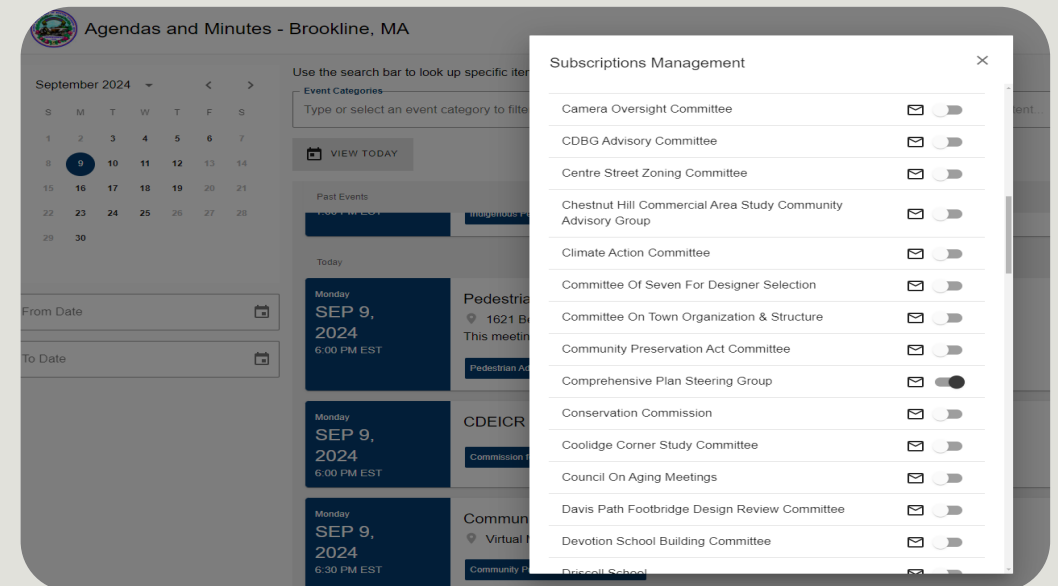 Agendas and Minutes - Brookline, MA
September 2024
S M T W T F S
1 2 3 4 5 6 7
8 9 10 11 12 13 14
15 16 17 18 19 20 21
22 23 24 25 26 27 28
29 30
From Date
To Date
Use the search bar to look up specific
Event Categories
Type or select an event category to
VIEW TODAY
Past Events
Today
Monday
SEP 9,
2024
6:00 PM EST
1621
This
Monday
SEP 9,
2024
6:00 PM EST
CDEICR
Commission
Monday
SEP 9,
2024
6:30 PM EST
Virtual
Community
Subscriptions Management
Camera Oversight Committee
CDBG Advisory Committee
Centre Street Zoning Committee
Chestnut Hill Commercial Area Study Community
Advisory Group
Climate Action Committee
Committee Of Seven For Designer Selection
Committee On Town Organization & Structure
Community Preservation Act Committee
Comprehensive Plan Steering Group
Conservation Commission
Coolidge Corner Study Committee
Council On Aging Meetings
Davis Path Footbridge Design Review Committee
Devotion School Building Committee
Driscoll School